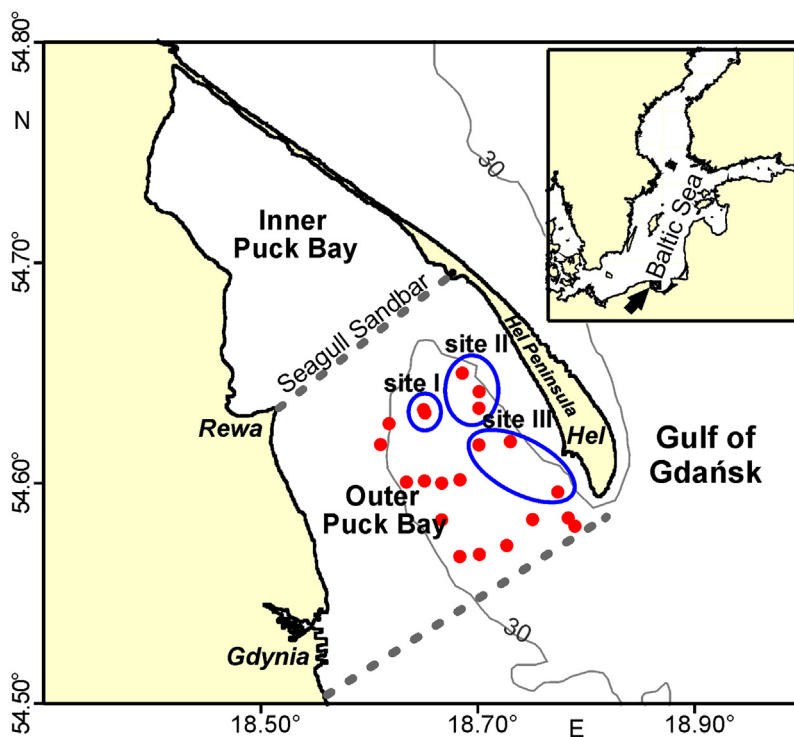 54.80°
N
30
Inner
Puck Bay
Baltic Sea
54.70°
Seagull Sandbar
Hel Peninsula
site II
site I
Rewa
site III
Hel
Gulf of
Gdańsk
54.60°
Outer
Puck Bay
30
Gdynia
54.50°
18.50°
18.70°
E
18.90°